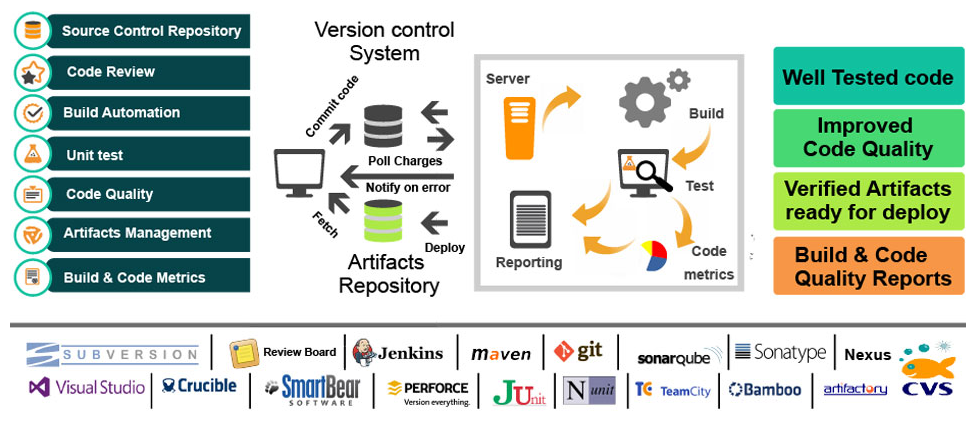 Source Control Repository
Code Review
Build Automation
Unit test
Code Quality
Artifacts Management
Build & Code Metrics
Version control
System
Commit code
Poll Charges
Notify on error
Fetch
Deploy
Artifacts
Repository
Server
Build
Test
Reporting
Code
metrics
Well Tested code
Improved
Code Quality
Verified Artifacts
ready for deploy
Build & Code
Quality Reports
SUBVERSION
Review Board
Jenkins
maven
git
sonarqube
Sonatype
Nexus
Visual Studio
Crucible
SmartBear
SOFTWARE
PERFORCE
Version everything.
JUnit
N unit
TC TeamCity
Bamboo
artifactory
CVS